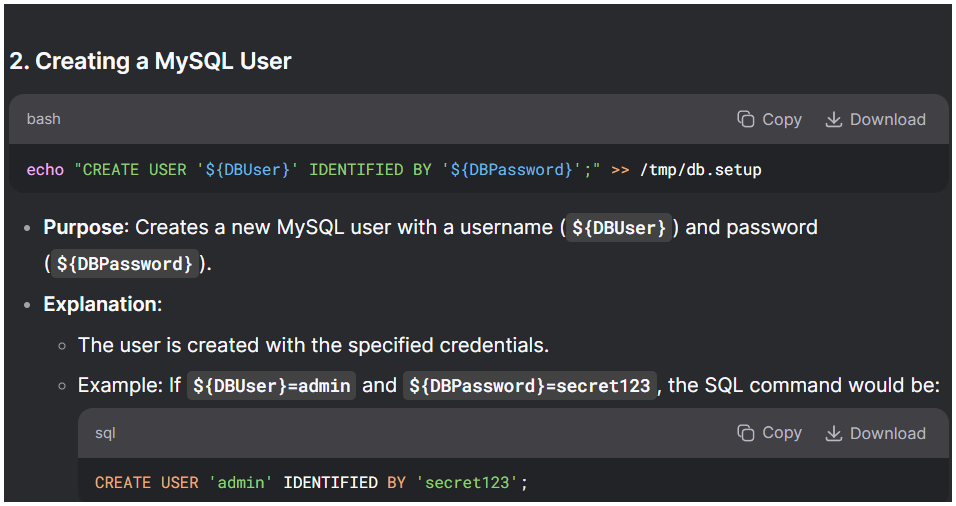 2. Creating a MySQL User
bash Copy Download
echo "CREATE USER '${DBUser}' IDENTIFIED BY '${DBPassword}';" >> /tmp/db.setup
Purpose: Creates a new MySQL user with a username ( ${DBUser} ) and password
( ${DBPassword} ).
Explanation:
The user is created with the specified credentials.
Example: If ${DBUser}=admin and ${DBPassword}=secret123 , the SQL command would be:
sql Copy Download
CREATE USER 'admin' IDENTIFIED BY 'secret123';